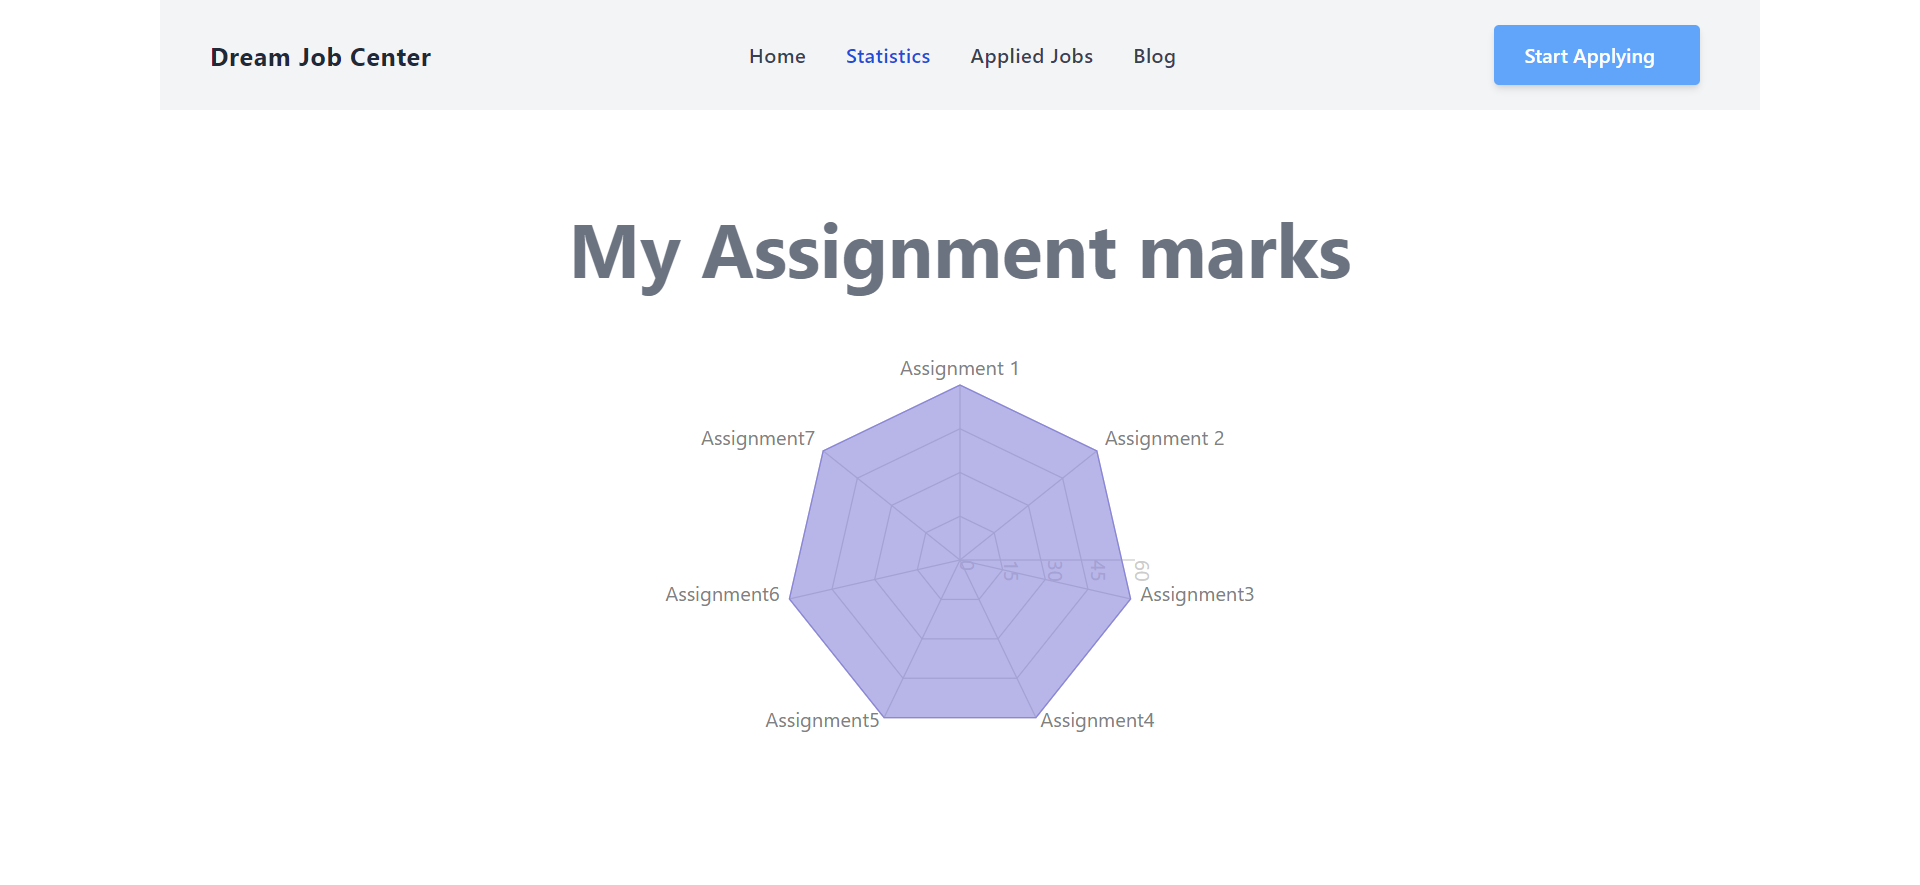 Dream Job Center
Home Statistics Applied Jobs Blog
Start Applying
My Assignment marks
Assignment 1
Assignment7
Assignment 2
0 15 30 45 60
Assignment6
Assignment3
Assignment5
Assignment4